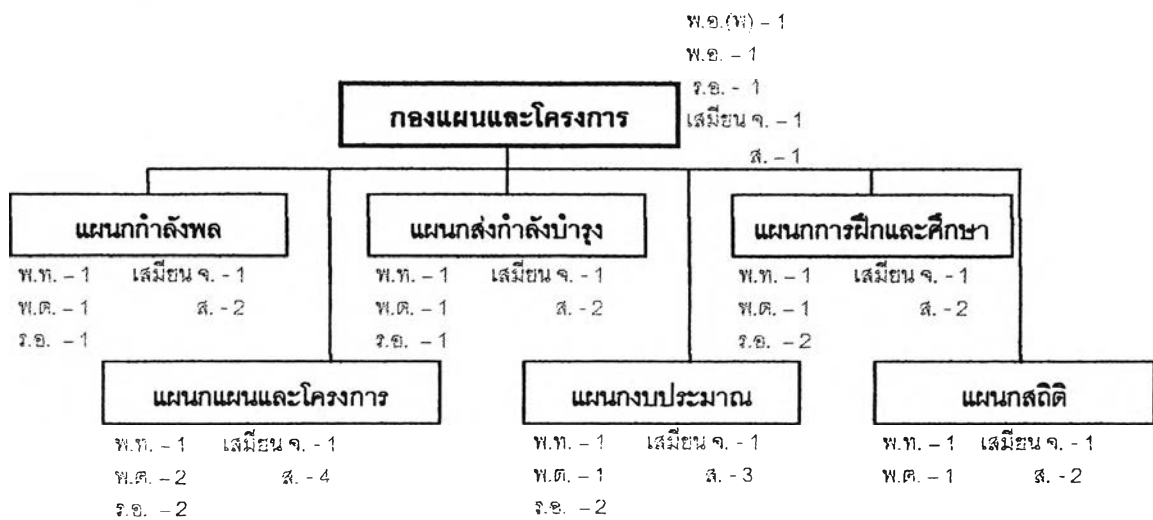 พ.อ.(พ) – 1
พ.อ. – 1
ร.อ. - 1
กองแผนและโครงการ
เสมียน จ. – 1
ส. – 1
แผนกกำลังพล แผนกส่งกำลังบำรุง แผนกการฝึกและศึกษา
พ.ท. – 1 เสมียน จ. - 1 พ.ท. – 1 เสมียน จ. - 1 พ.ท. – 1 เสมียน จ. - 1
พ.ต. – 1 ส. - 2 พ.ต. – 1 ส. - 2 พ.ต. – 1 ส. - 2
ร.อ. – 1 ร.อ. – 1 ร.อ. – 2
แผนกแผนและโครงการ แผนกงบประมาณ แผนกสถิติ
พ.ท. – 1 เสมียน จ. - 1 พ.ท. – 1 เสมียน จ. - 1 พ.ท. – 1 เสมียน จ. - 1
พ.ต. – 2 ส. - 4 พ.ต. – 1 ส. -3 พ.ต. – 1 ส. - 2
ร.อ. – 2 ร.อ. – 2